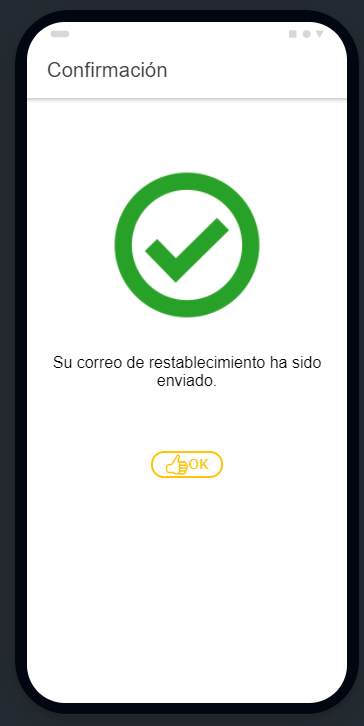 Confirmación
Su correo de restablecimiento ha sido
enviado.
OK